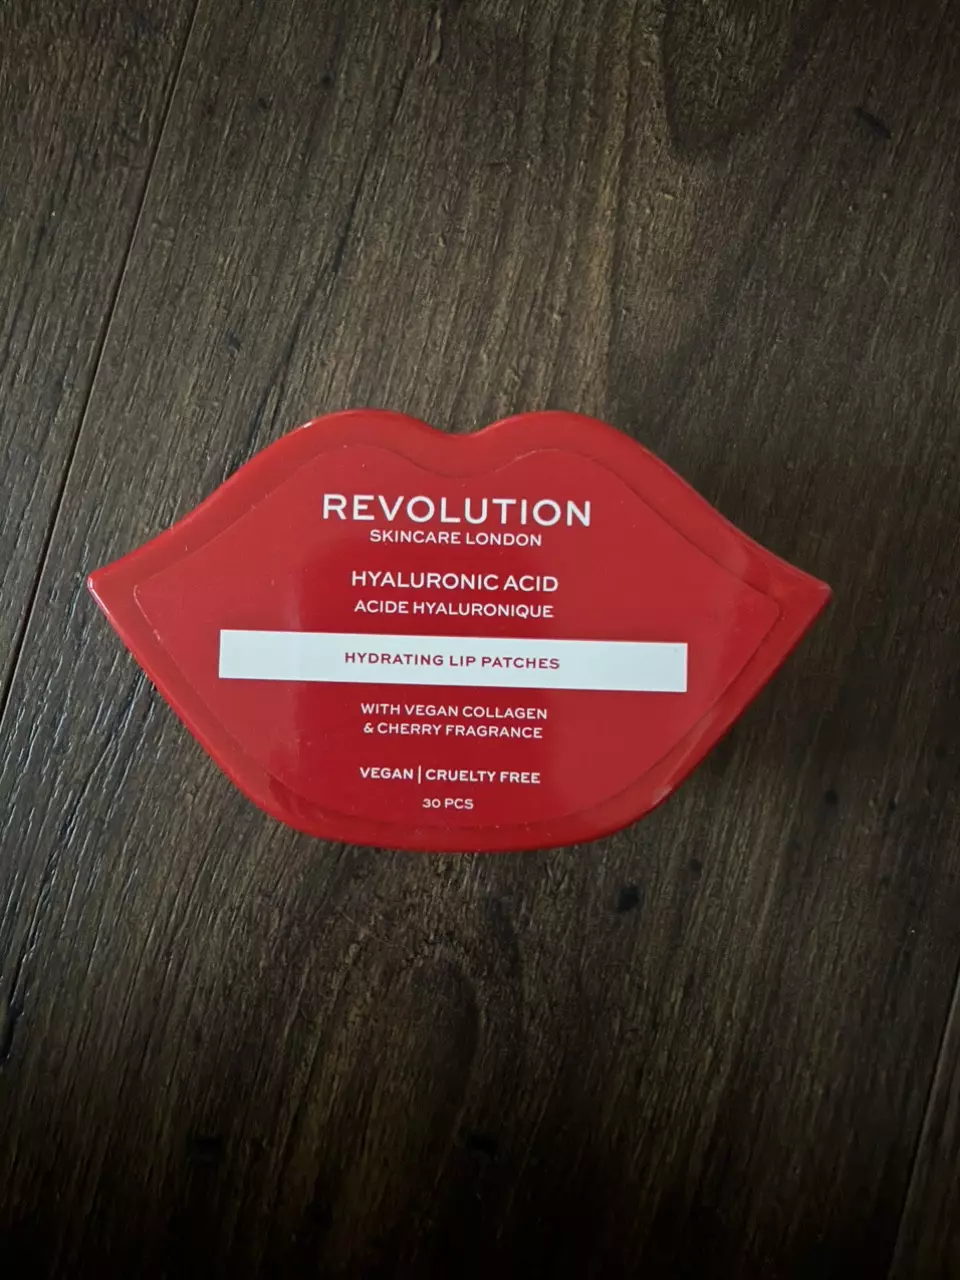 REVOLUTION
SKINCARE LONDON
HYALURONIC ACID
ACIDE HYALURONIQUE
HYDRATING LIP PATCHES
WITH VEGAN COLLAGEN
& CHERRY FRAGRANCE
VEGAN | CRUELTY FREE
30 PCS